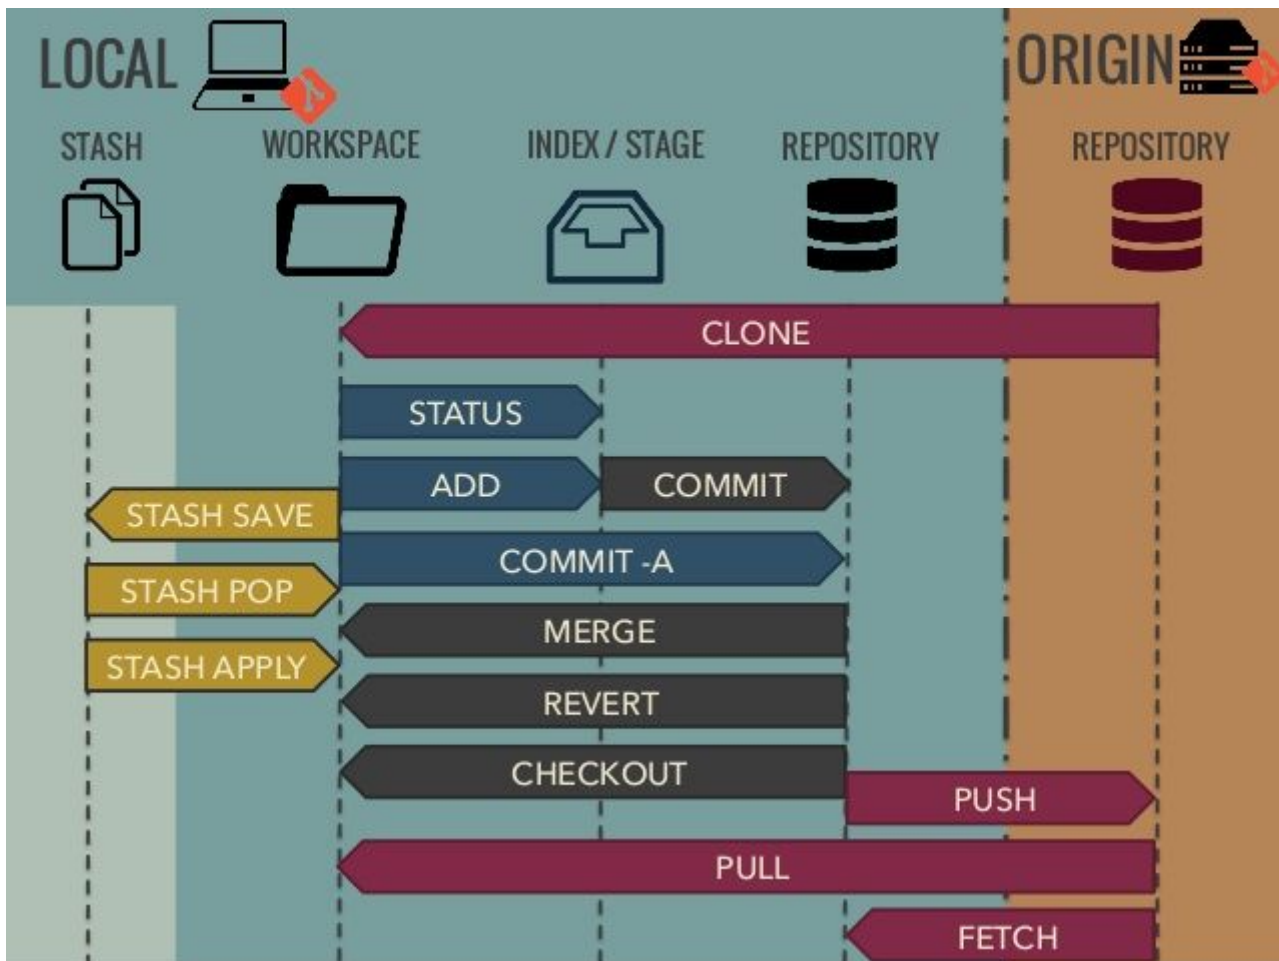 LOCAL
ORIGIN
STASH
WORKSPACE
INDEX / STAGE
REPOSITORY
REPOSITORY
CLONE
STATUS
ADD
COMMIT
STASH SAVE
COMMIT -A
STASH POP
MERGE
STASH APPLY
REVERT
CHECKOUT
PUSH
PULL
FETCH